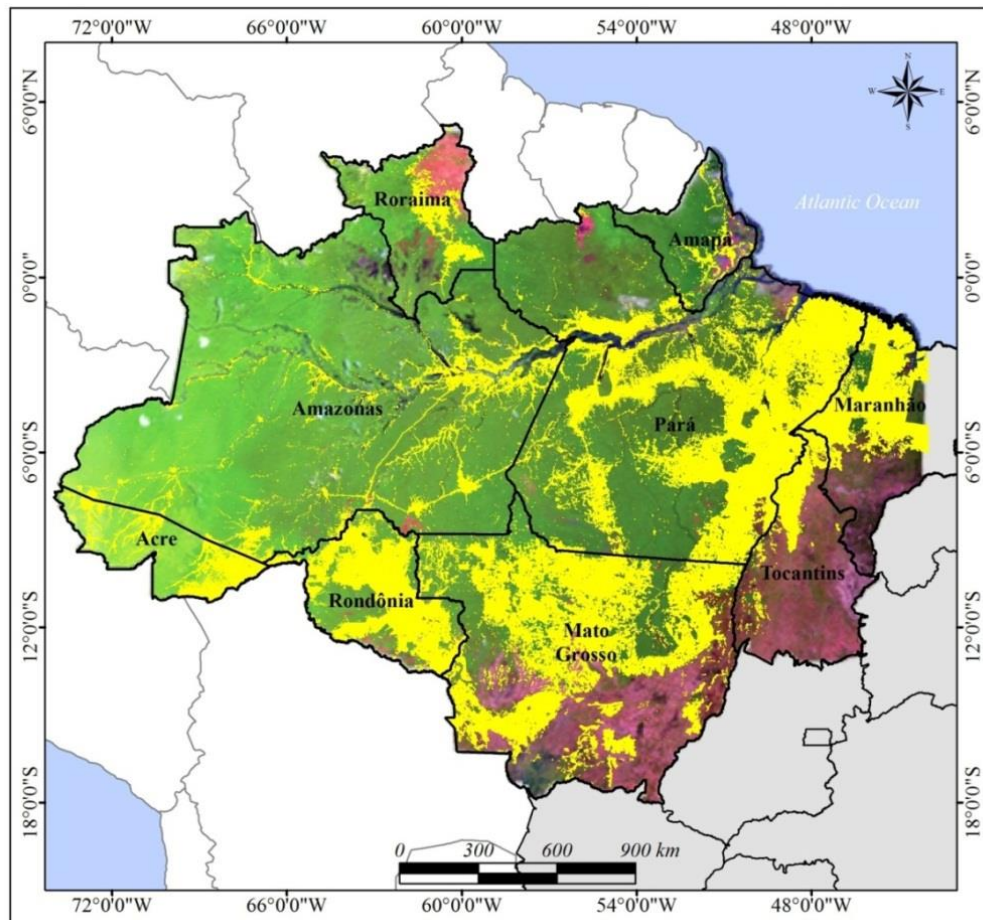 72°0'0"W 66°0'0"W 60°0'0"W 54°0'0"W 48°0'0"W
6°0'0"N
6°0'0"N
N
W E
S
Roraima
Atlantic Ocean
Amapá
0°0'0"
0°0'0"
Amazonas
Pará
Maranhão
6°0'0"S
6°0'0"S
Acre
Rondônia
Tocantins
Mato
Grosso
12°0'0"S
12°0'0"S
18°0'0"S
18°0'0"S
0 300 600 900 km
72°0'0"W 66°0'0"W 60°0'0"W 54°0'0"W 48°0'0"W